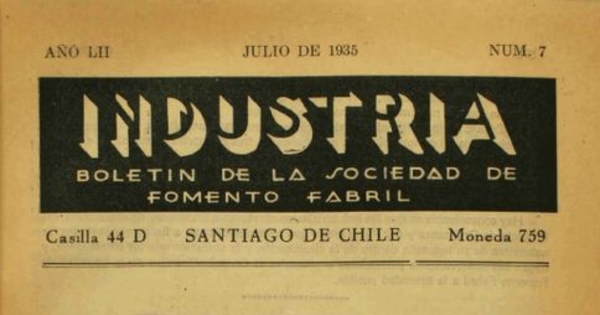 AÑO LII JULIO DE 1935 NUM. 7
INDUSTRIA
BOLETIN DE LA SOCIEDAD DE
FOMENTO FABRIL
Casilla 44 D SANTIAGO DE CHILE Moneda 759